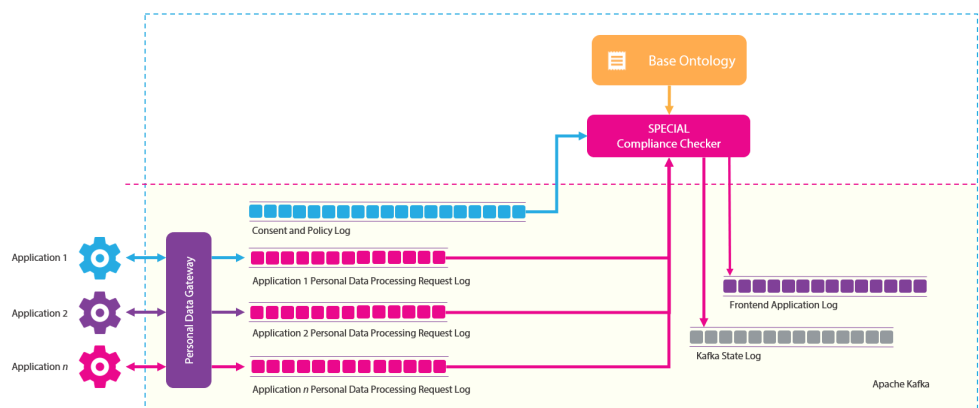 Base Ontology
SPECIAL
Compliance Checker
Consent and Policy Log
Application 1
Personal Data Gateway
Application 1 Personal Data Processing Request Log
Frontend Application Log
Application 2
Application 2 Personal Data Processing Request Log
Kafka State Log
Application n
Application n Personal Data Processing Request Log
Apache Kafka